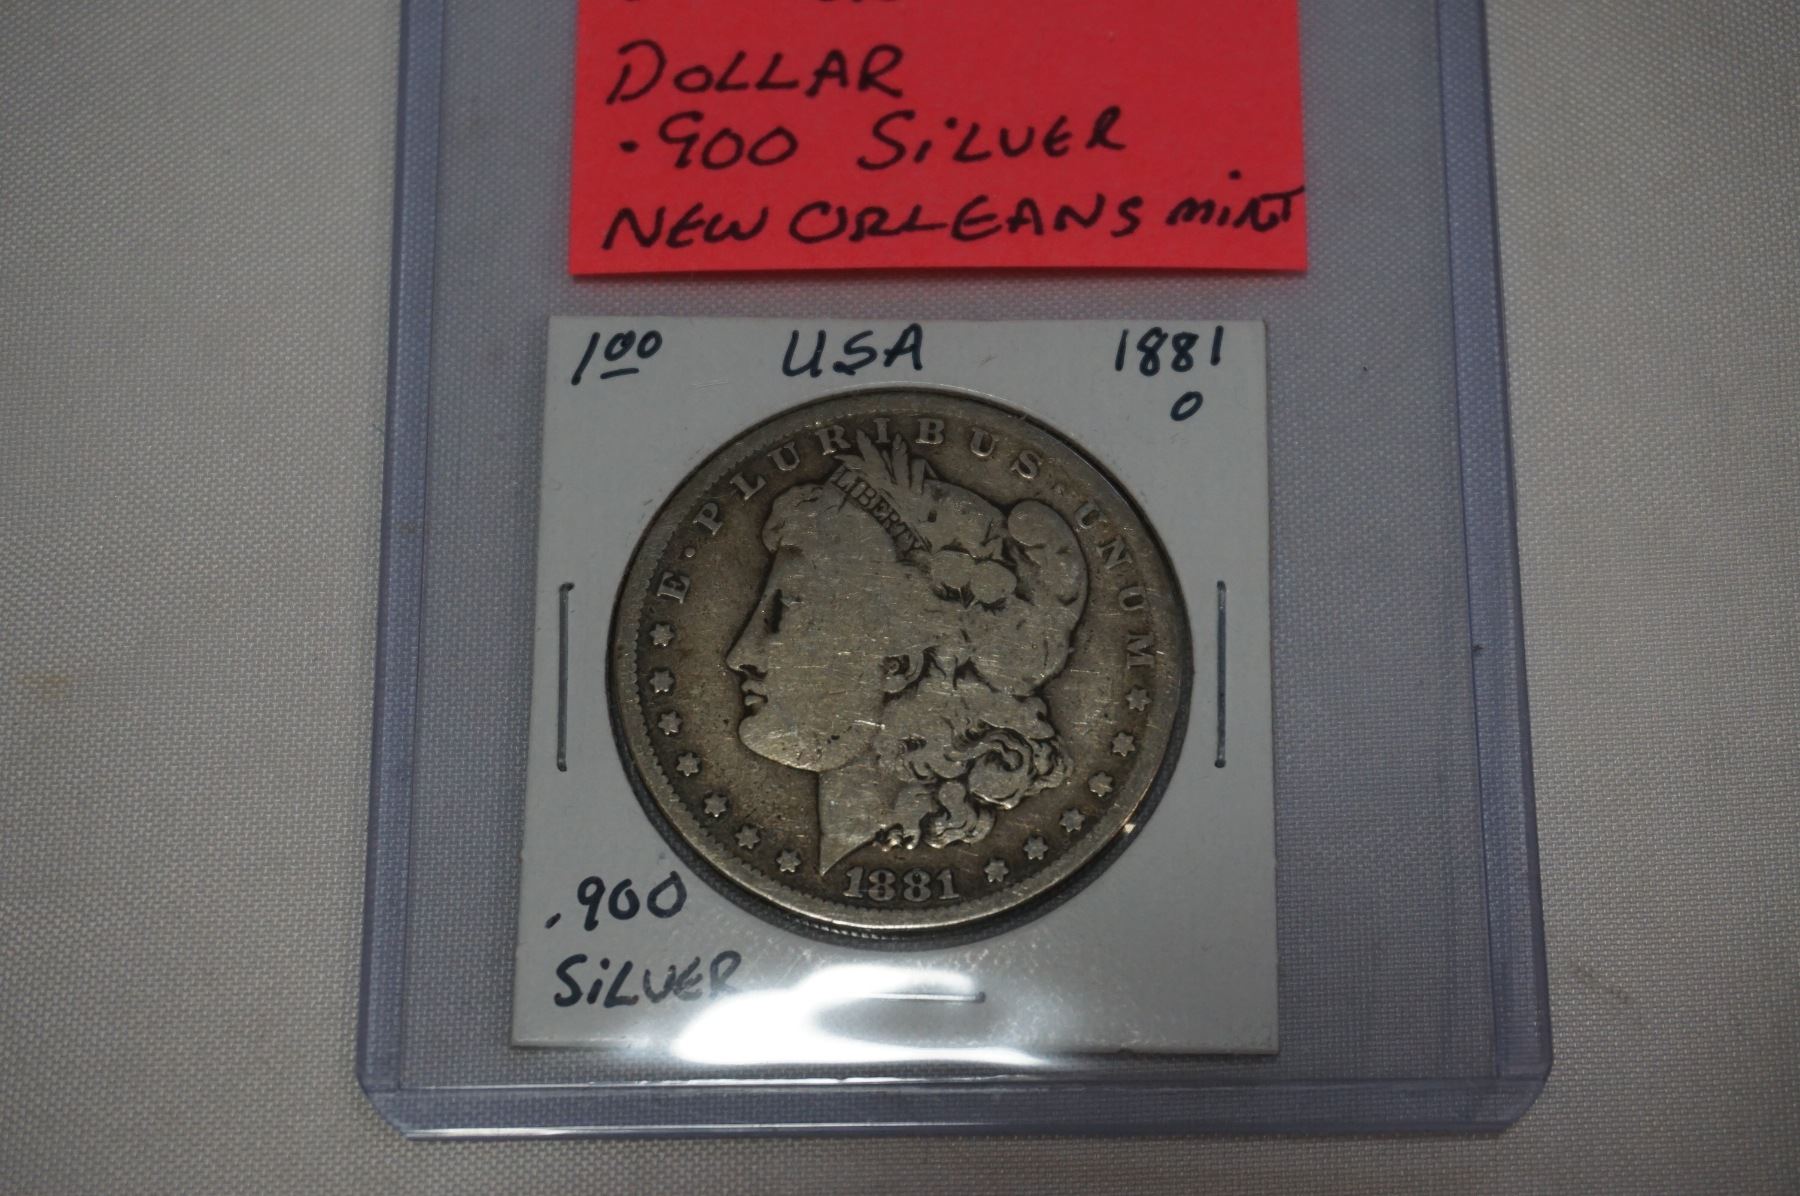 DOLLAR
.900 SiLVER
NEW ORLEANS MiNT
1.00 USA 1881
O
E · PLURIBUS · UNUM
LIBERTY
1881
.900
SiLVER